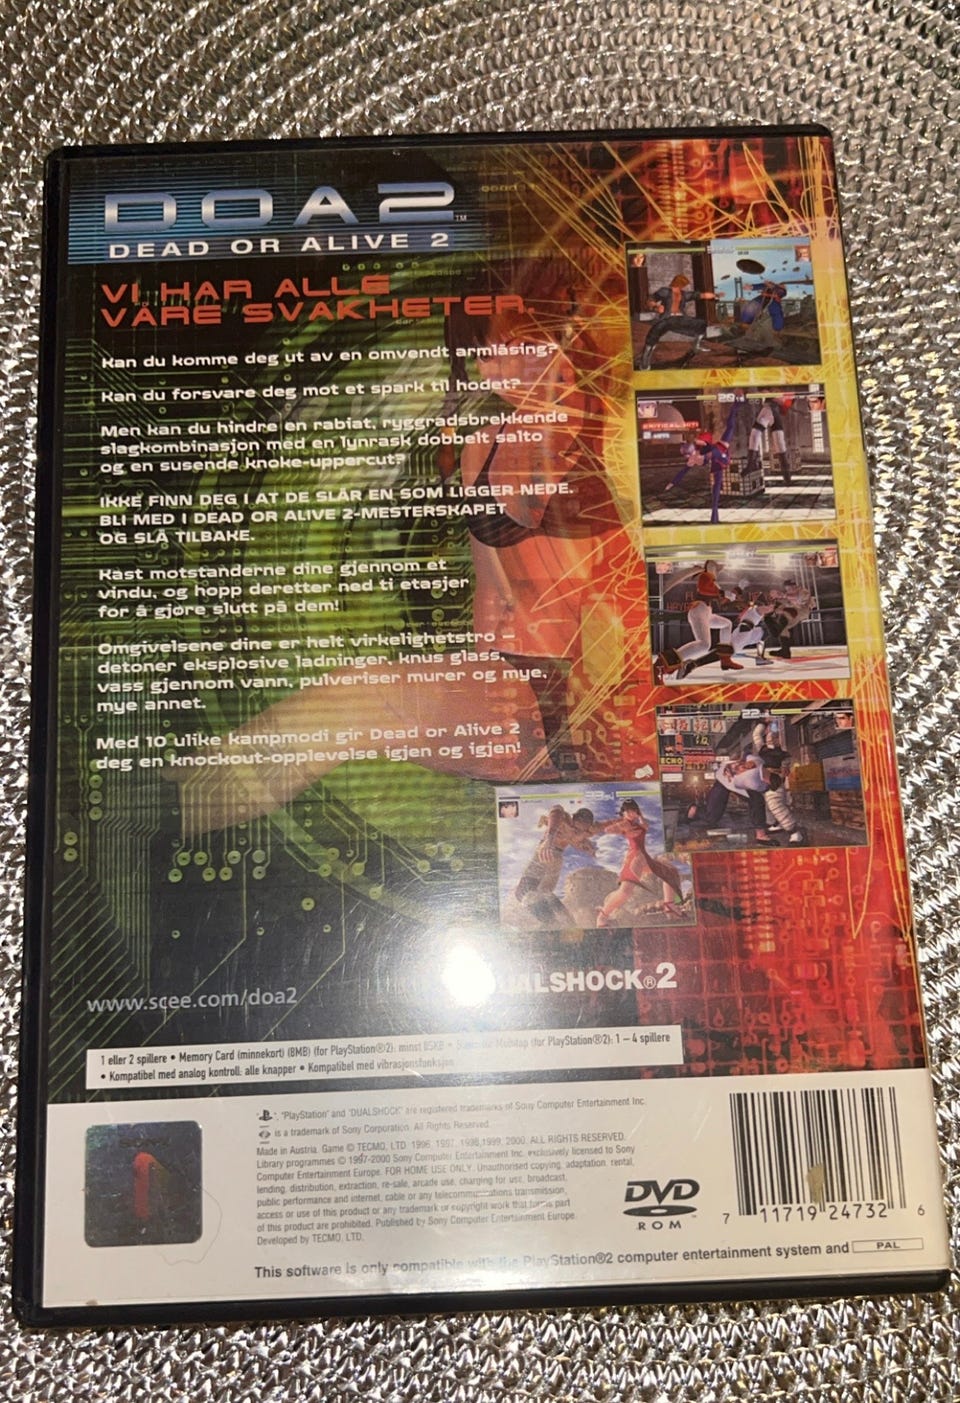 DOA2™
DEAD OR ALIVE 2
VI HAR ALLE
VÅRE SVAKHETER.
Kan du komme deg ut av en omvendt armlåsing?
Kan du forsvare deg mot et spark til hodet?
Men kan du hindre en rabiat, ryggradsbrekkende
slagkombinasjon med en lynrask dobbelt salto
og en susende knoke-uppercut?
IKKE FINN DEG I AT DE SLÅR EN SOM LIGGER NEDE.
BLI MED I DEAD OR ALIVE 2-MESTERSKAPET
OG SLÅ TILBAKE.
Kast motstanderne dine gjennom et
vindu, og hopp deretter ned ti etasjer
for å gjøre slutt på dem!
Omgivelsene dine er helt virkelighetstro –
detoner eksplosive ladninger, knus glass,
vass gjennom vann, pulveriser murer og mye,
mye annet.
Med 10 ulike kampmodi gir Dead or Alive 2
deg en knockout-opplevelse igjen og igjen!
CRITICAL HIT!
DUALSHOCK®2
www.scee.com/doa2
1 eller 2 spillere • Memory Card (minnekort) (8MB) (for PlayStation®2): minst 85KB • Multitap (for PlayStation®2): 1 – 4 spillere
• Kompatibel med analog kontroll: alle knapper • Kompatibel med vibrasjonsfunksjon
"PlayStation" and "DUALSHOCK" are registered trademarks of Sony Computer Entertainment Inc.
is a trademark of Sony Corporation. All Rights Reserved.
Made in Austria. Game © TECMO, LTD. 1996, 1997, 1998,1999, 2000. ALL RIGHTS RESERVED.
Library programmes © 1997-2000 Sony Computer Entertainment Inc. exclusively licensed to Sony
Computer Entertainment Europe. FOR HOME USE ONLY. Unauthorised copying, adaptation, rental,
lending, distribution, extraction, re-sale, arcade use, charging for use, broadcast,
public performance and internet, cable or any telecommunications transmission,
access or use of this product or any trademark or copyright work that forms part
of this product are prohibited. Published by Sony Computer Entertainment Europe.
Developed by TECMO, LTD.
DVD
ROM
7 11719 24732 6
This software is only compatible with the PlayStation®2 computer entertainment system and PAL